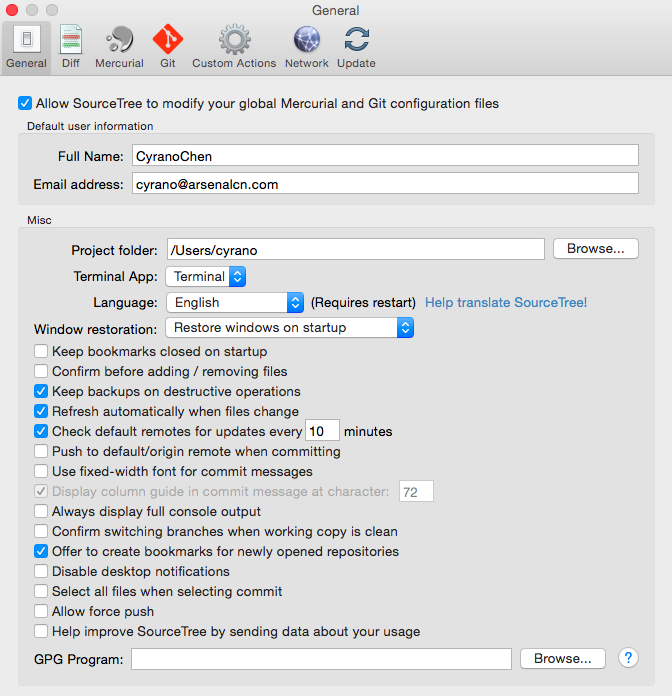 General
General Diff Mercurial Git Custom Actions Network Update
Allow SourceTree to modify your global Mercurial and Git configuration files
Default user information
Full Name: CyranoChen
Email address: cyrano@arsenalcn.com
Misc
Project folder: /Users/cyrano Browse...
Terminal App: Terminal
Language: English (Requires restart) Help translate SourceTree!
Window restoration: Restore windows on startup
Keep bookmarks closed on startup
Confirm before adding / removing files
Keep backups on destructive operations
Refresh automatically when files change
Check default remotes for updates every 10 minutes
Push to default/origin remote when committing
Use fixed-width font for commit messages
Display column guide in commit message at character: 72
Always display full console output
Confirm switching branches when working copy is clean
Offer to create bookmarks for newly opened repositories
Disable desktop notifications
Select all files when selecting commit
Allow force push
Help improve SourceTree by sending data about your usage
GPG Program: Browse... ?